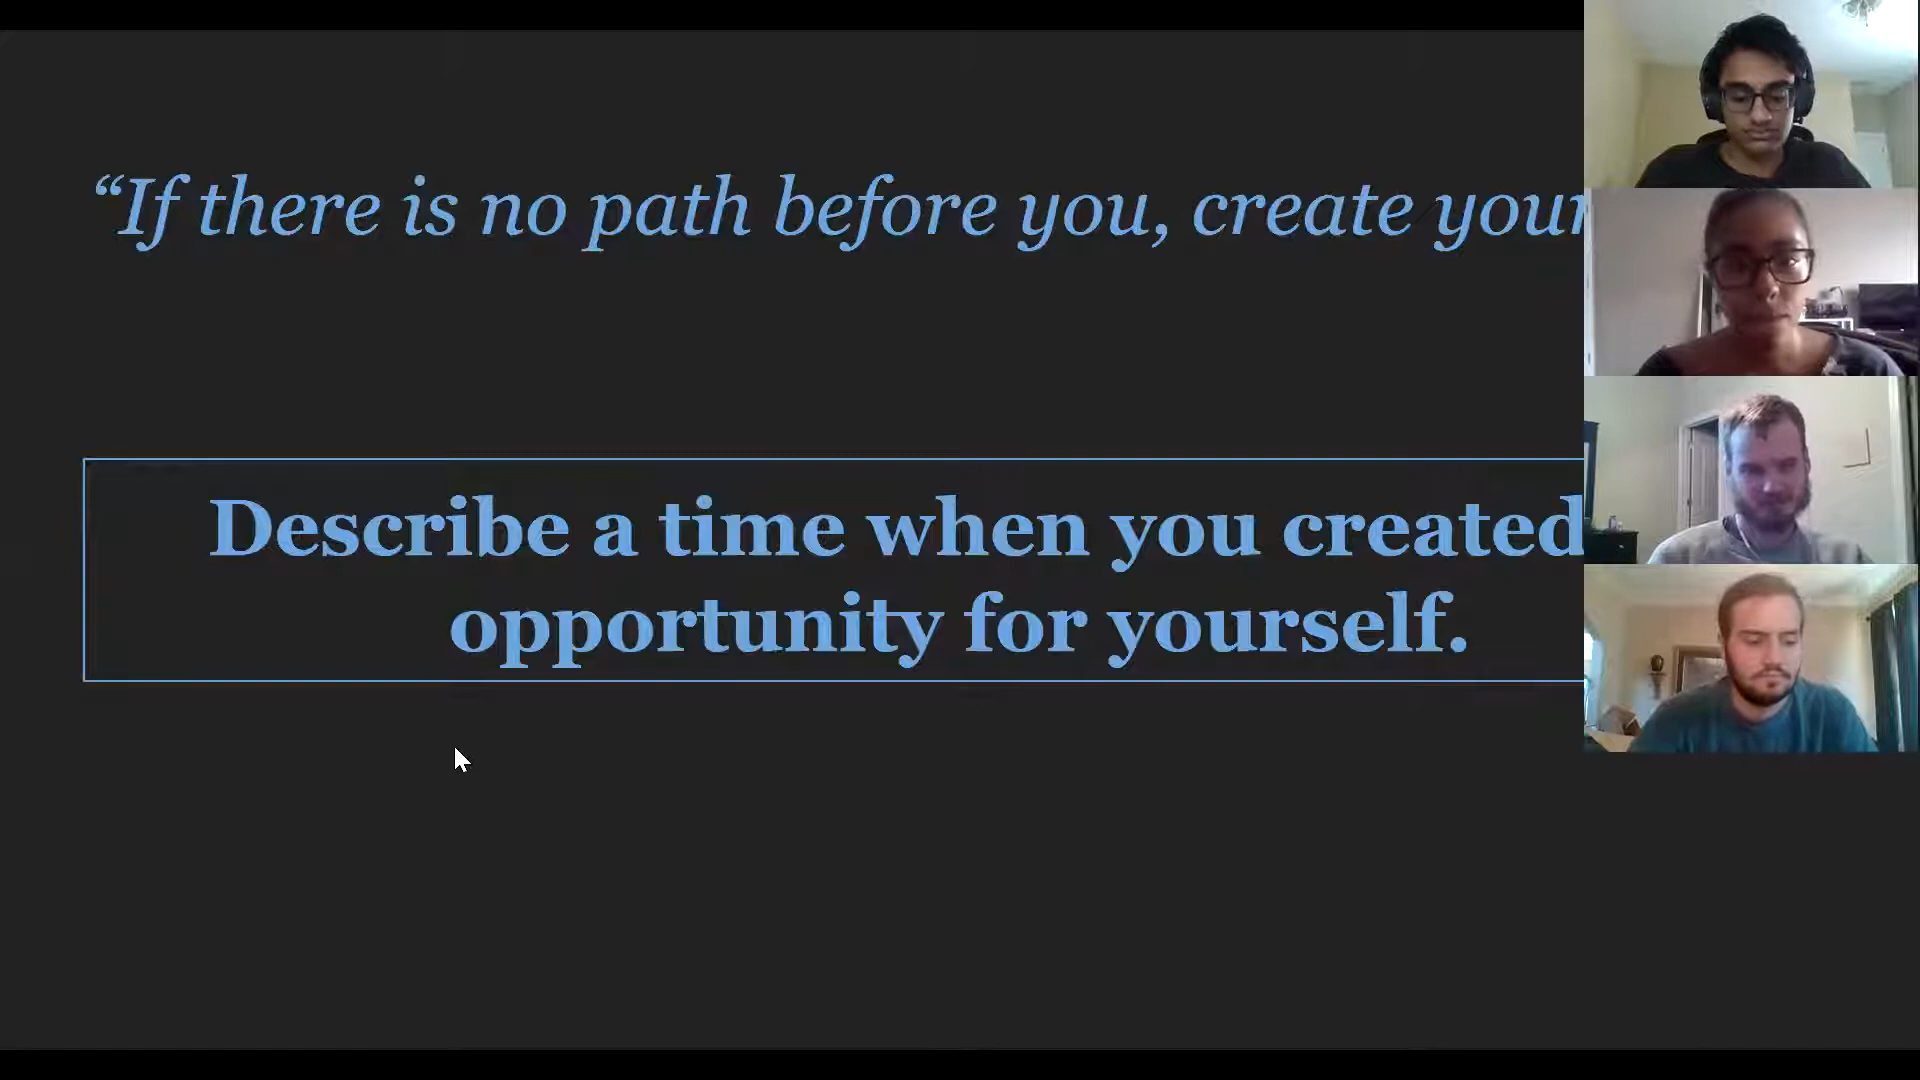 “If there is no path before you, create your
Describe a time when you created
opportunity for yourself.